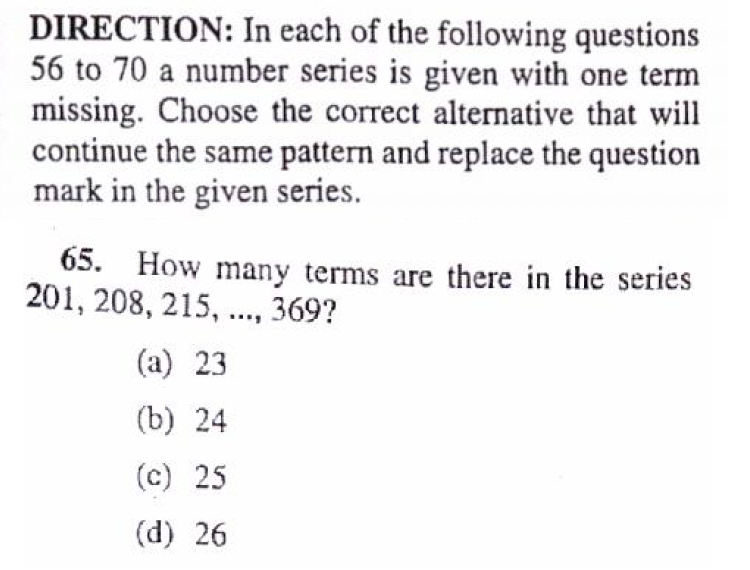 DIRECTION: In each of the following questions
56 to 70 a number series is given with one term
missing. Choose the correct alternative that will
continue the same pattern and replace the question
mark in the given series.
65. How many terms are there in the series
201, 208, 215, ..., 369?
(a) 23
(b) 24
(c) 25
(d) 26